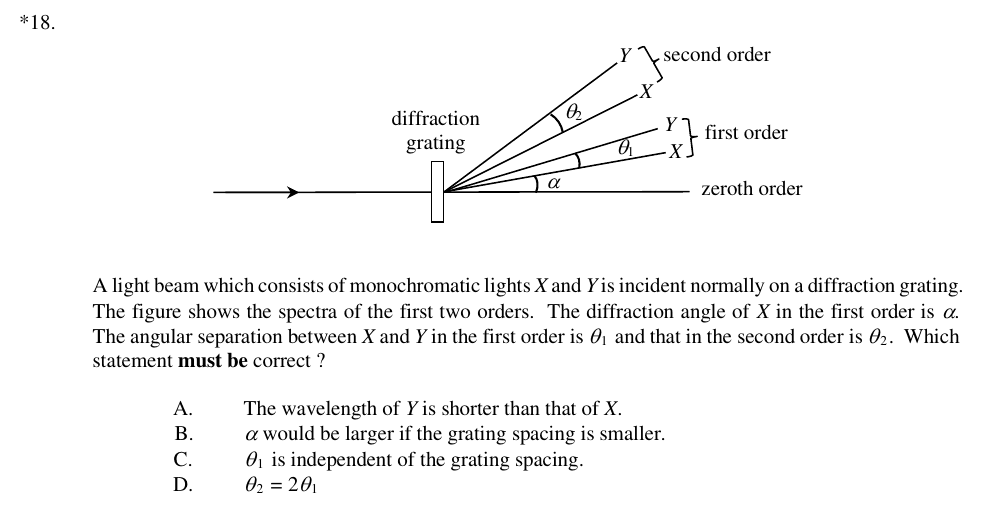 *18.
Y
second order
X
θ2
diffraction
grating
Y
first order
θ1
X
α
zeroth order
A light beam which consists of monochromatic lights X and Y is incident normally on a diffraction grating.
The figure shows the spectra of the first two orders. The diffraction angle of X in the first order is α.
The angular separation between X and Y in the first order is θ1 and that in the second order is θ2. Which
statement must be correct ?
A. The wavelength of Y is shorter than that of X.
B. α would be larger if the grating spacing is smaller.
C. θ1 is independent of the grating spacing.
D. θ2 = 2θ1